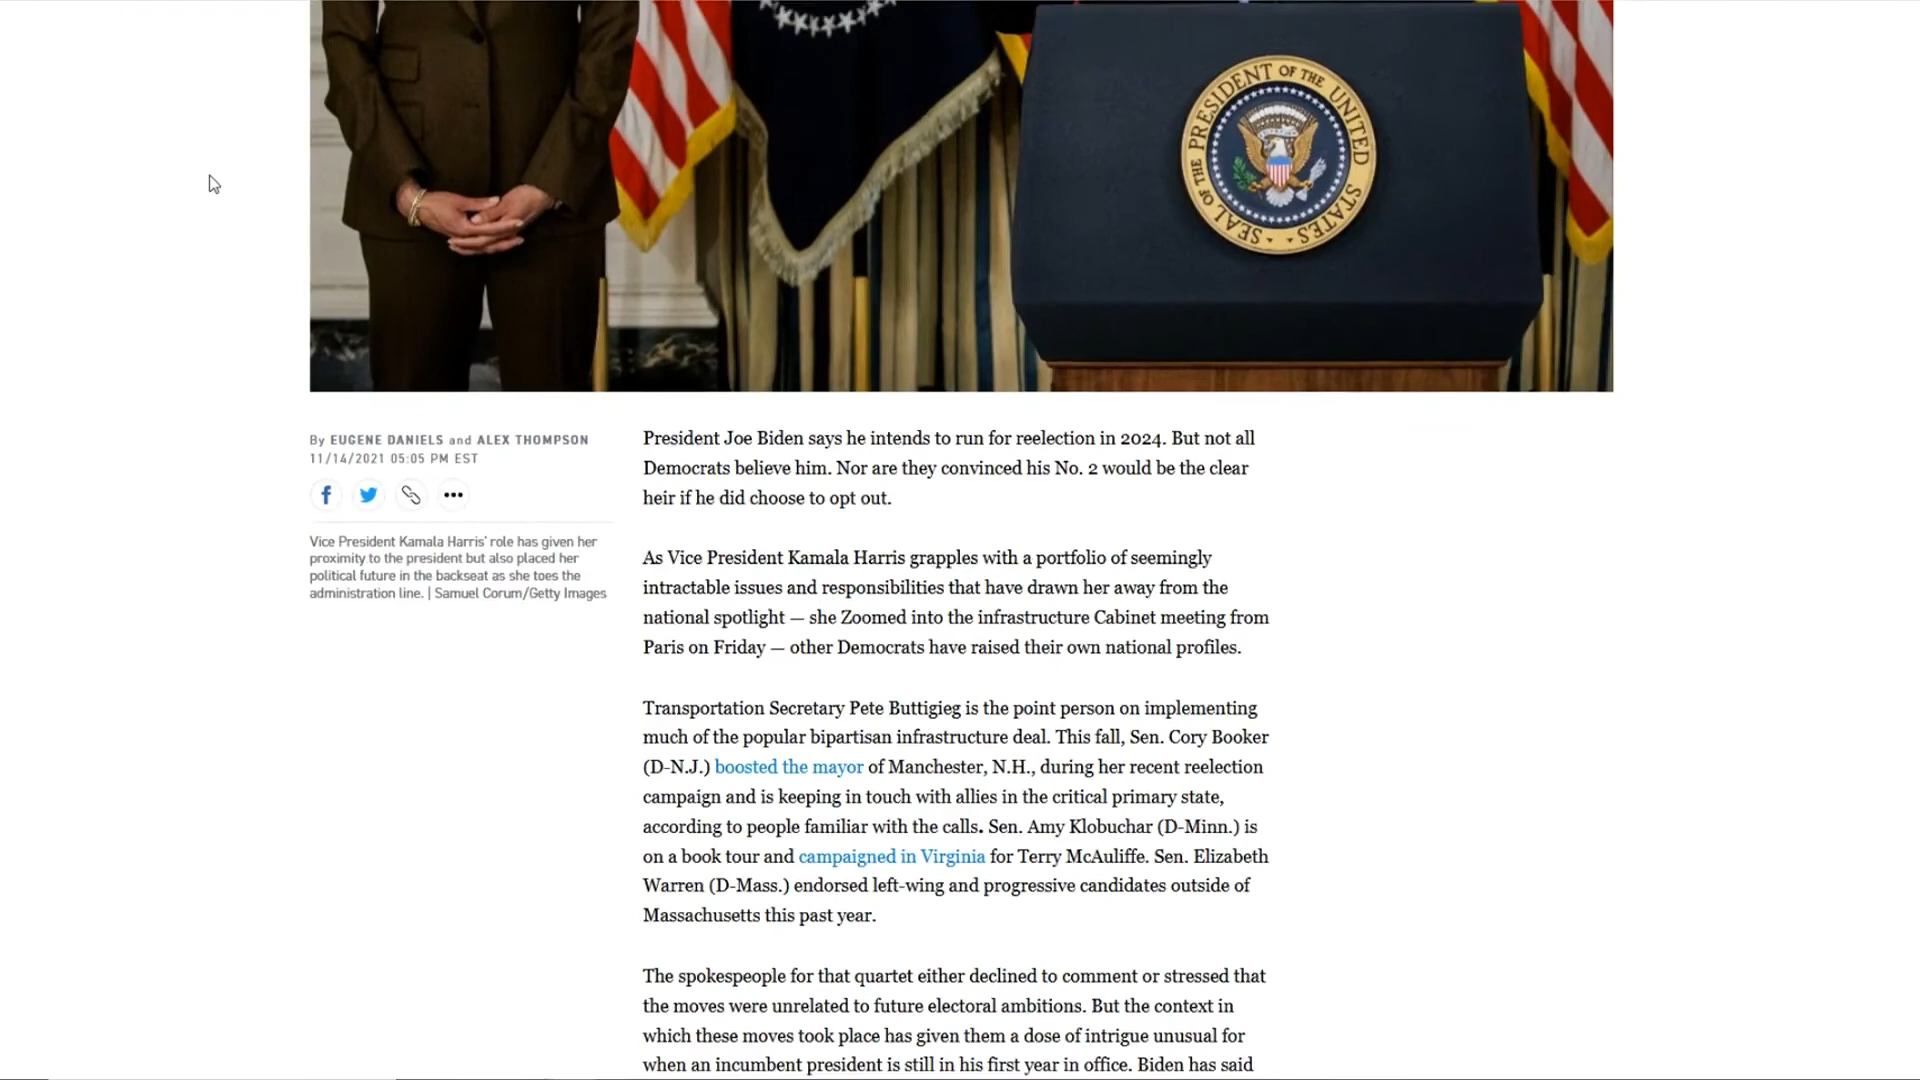 SEAL OF THE PRESIDENT OF THE UNITED STATES
By EUGENE DANIELS and ALEX THOMPSON
11/14/2021 05:05 PM EST
Vice President Kamala Harris' role has given her
proximity to the president but also placed her
political future in the backseat as she toes the
administration line. | Samuel Corum/Getty Images
President Joe Biden says he intends to run for reelection in 2024. But not all
Democrats believe him. Nor are they convinced his No. 2 would be the clear
heir if he did choose to opt out.
As Vice President Kamala Harris grapples with a portfolio of seemingly
intractable issues and responsibilities that have drawn her away from the
national spotlight — she Zoomed into the infrastructure Cabinet meeting from
Paris on Friday — other Democrats have raised their own national profiles.
Transportation Secretary Pete Buttigieg is the point person on implementing
much of the popular bipartisan infrastructure deal. This fall, Sen. Cory Booker
(D-N.J.) boosted the mayor of Manchester, N.H., during her recent reelection
campaign and is keeping in touch with allies in the critical primary state,
according to people familiar with the calls. Sen. Amy Klobuchar (D-Minn.) is
on a book tour and campaigned in Virginia for Terry McAuliffe. Sen. Elizabeth
Warren (D-Mass.) endorsed left-wing and progressive candidates outside of
Massachusetts this past year.
The spokespeople for that quartet either declined to comment or stressed that
the moves were unrelated to future electoral ambitions. But the context in
which these moves took place has given them a dose of intrigue unusual for
when an incumbent president is still in his first year in office. Biden has said